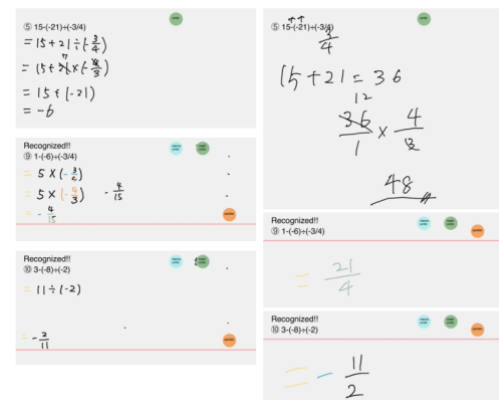 ⑤ 15-(-21)÷(-3/4)
= 15 + 21 ÷ (-3/4)
= 15 + 21 × (-4/3)
= 15 + (-21)
= -6
Recognized!!
⑨ 1-(-6)÷(-3/4)
= 5 × (-3/2)
= 5 × (-4/3) -4/15
= -4/15
Recognized!!
⑩ 3-(-8)÷(-2)
= 11 ÷ (-2)
= -2/11
⑤ 15-(-21)÷(-3/4)
3/4
15 + 21 = 36
12
36/1 × 4/3
48
Recognized!!
⑨ 1-(-6)÷(-3/4)
= 21/4
Recognized!!
⑩ 3-(-8)÷(-2)
= - 11/2